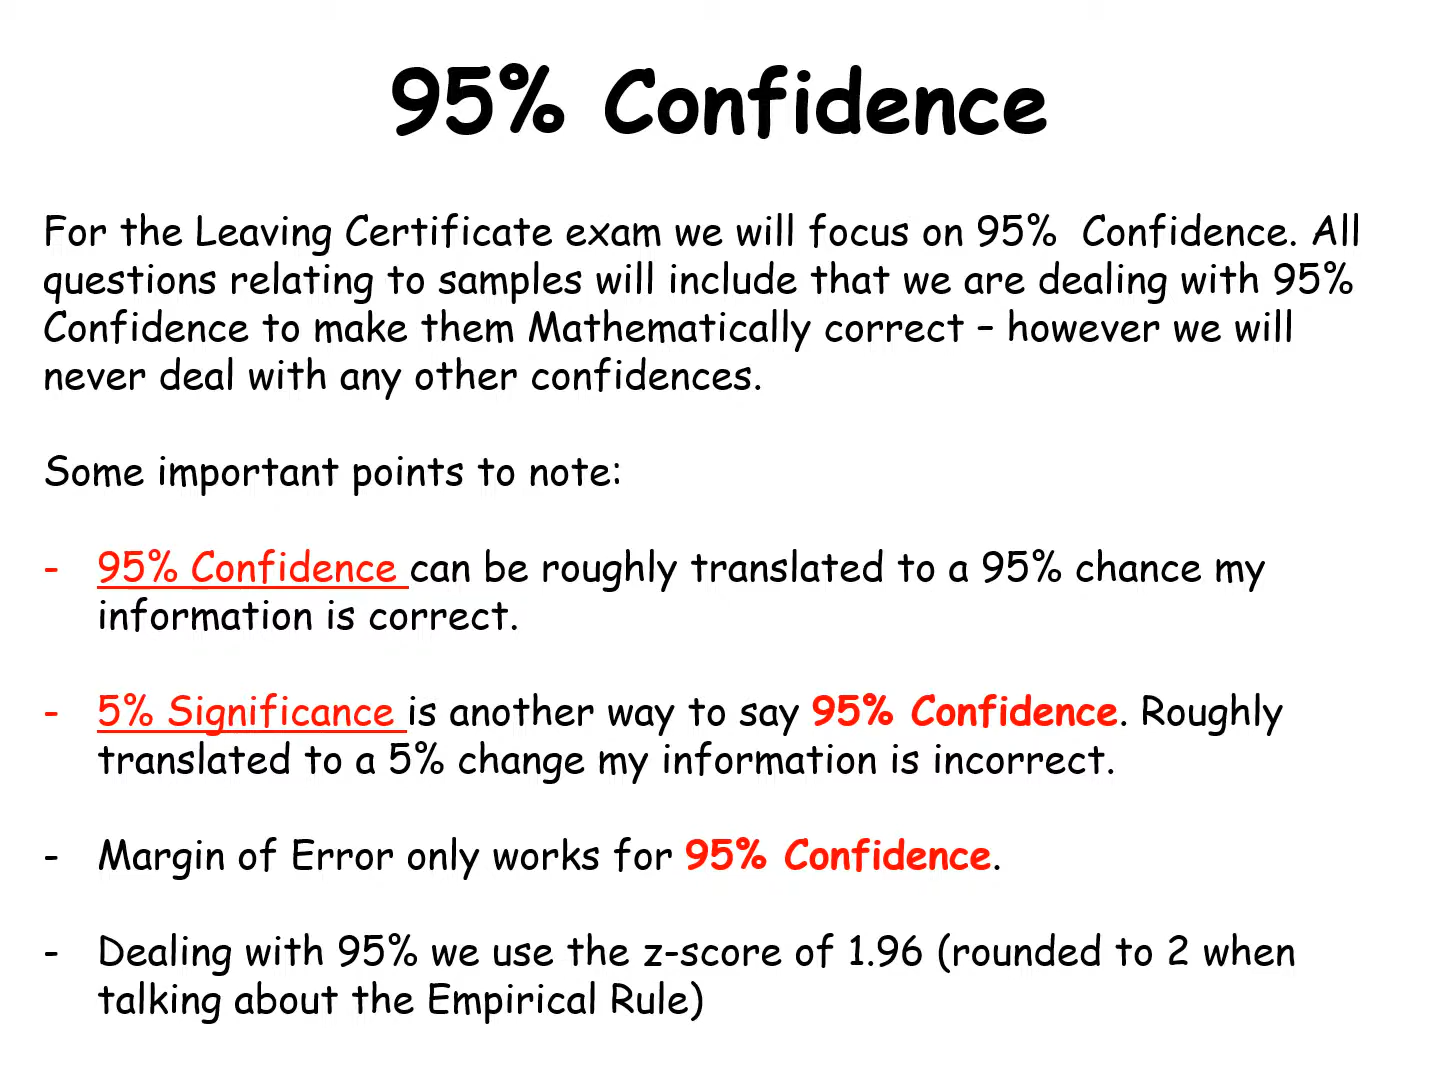 95% Confidence
For the Leaving Certificate exam we will focus on 95%  Confidence. All
questions relating to samples will include that we are dealing with 95%
Confidence to make them Mathematically correct – however we will
never deal with any other confidences.
Some important points to note:
- 95% Confidence can be roughly translated to a 95% chance my
information is correct.
- 5% Significance is another way to say 95% Confidence. Roughly
translated to a 5% change my information is incorrect.
- Margin of Error only works for 95% Confidence.
- Dealing with 95% we use the z-score of 1.96 (rounded to 2 when
talking about the Empirical Rule)